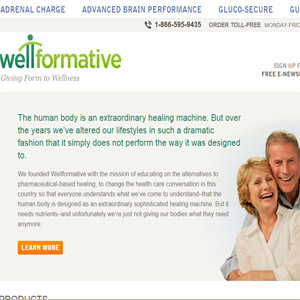 ADRENAL CHARGE ADVANCED BRAIN PERFORMANCE GLUCO-SECURE GU
1-866-595-9435 ORDER TOLL-FREE MONDAY-FRID
wellformative
Giving Form to Wellness
SIGN UP
FREE E-NEWS
The human body is an extraordinary healing machine. But over
the years we've altered our lifestyles in such a dramatic
fashion that it simply does not perform the way it was designed
to.
We founded Wellformative with the mission of educating on the alternatives to
pharmaceutical-based healing, to change the health care conversation in this
country so that everyone understands what we've come to understand–that the
human body is designed as an extraordinary sophisticated healing machine. But it
needs nutrients–and unfortunately we're just not giving our bodies what they need
anymore.
LEARN MORE
PRODUCTS